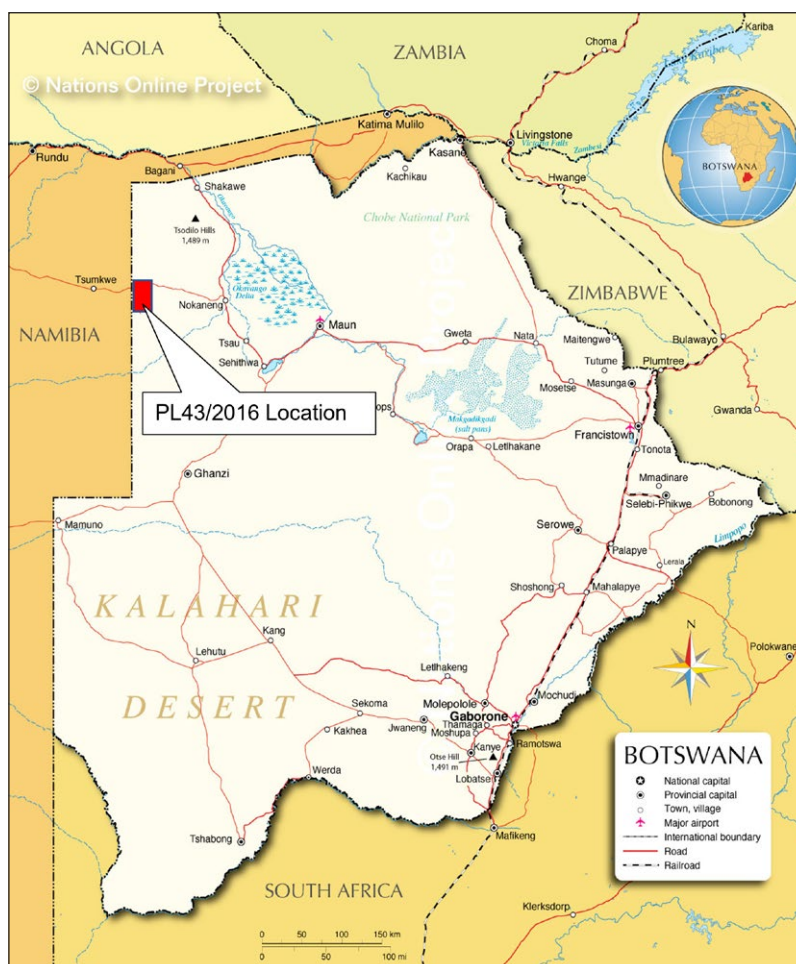 ANGOLA
ZAMBIA
© Nations Online Project
Choma
Kariba
Katima Mulilo
Livingstone
Victoria Falls
Zambezi
Rundu
Kasane
Bagani
Kachikau
Hwange
BOTSWANA
Shakawe
Okavango
Tsodilo Hills
1,489 m
Chobe National Park
ZIMBABWE
Tsumkwe
Okavango
Delta
Nokaneng
NAMIBIA
Maun
Gweta
Nata
Maitengwe
Bulawayo
Tsau
Sehithwa
Tutume
Plumtree
Masunga
Mosetse
PL43/2016 Location
Makgadikgadi
(salt pans)
Gwanda
Francistown
Orapa
Letlhakane
Tonota
Ghanzi
Mmadinare
Selebi-Phikwe
Bobonong
Mamuno
Serowe
Limpopo
Palapye
Lerala
Shoshong
Mahalapye
KALAHARI
Kang
N
Polokwane
Lehutu
Letlhakeng
DESERT
Sekoma
Molepolole
Mochudi
Gaborone
Thamaga
Jwaneng
Moshupa
Kakhea
Kanye
Ramotswa
Otse Hill
1,491 m
Lobatse
Werda
Tshabong
Mafikeng
SOUTH AFRICA
Klerksdorp
BOTSWANA
National capital
Provincial capital
Town, village
Major airport
International boundary
Road
Railroad
0 50 100 150 km
0 50 100 mi